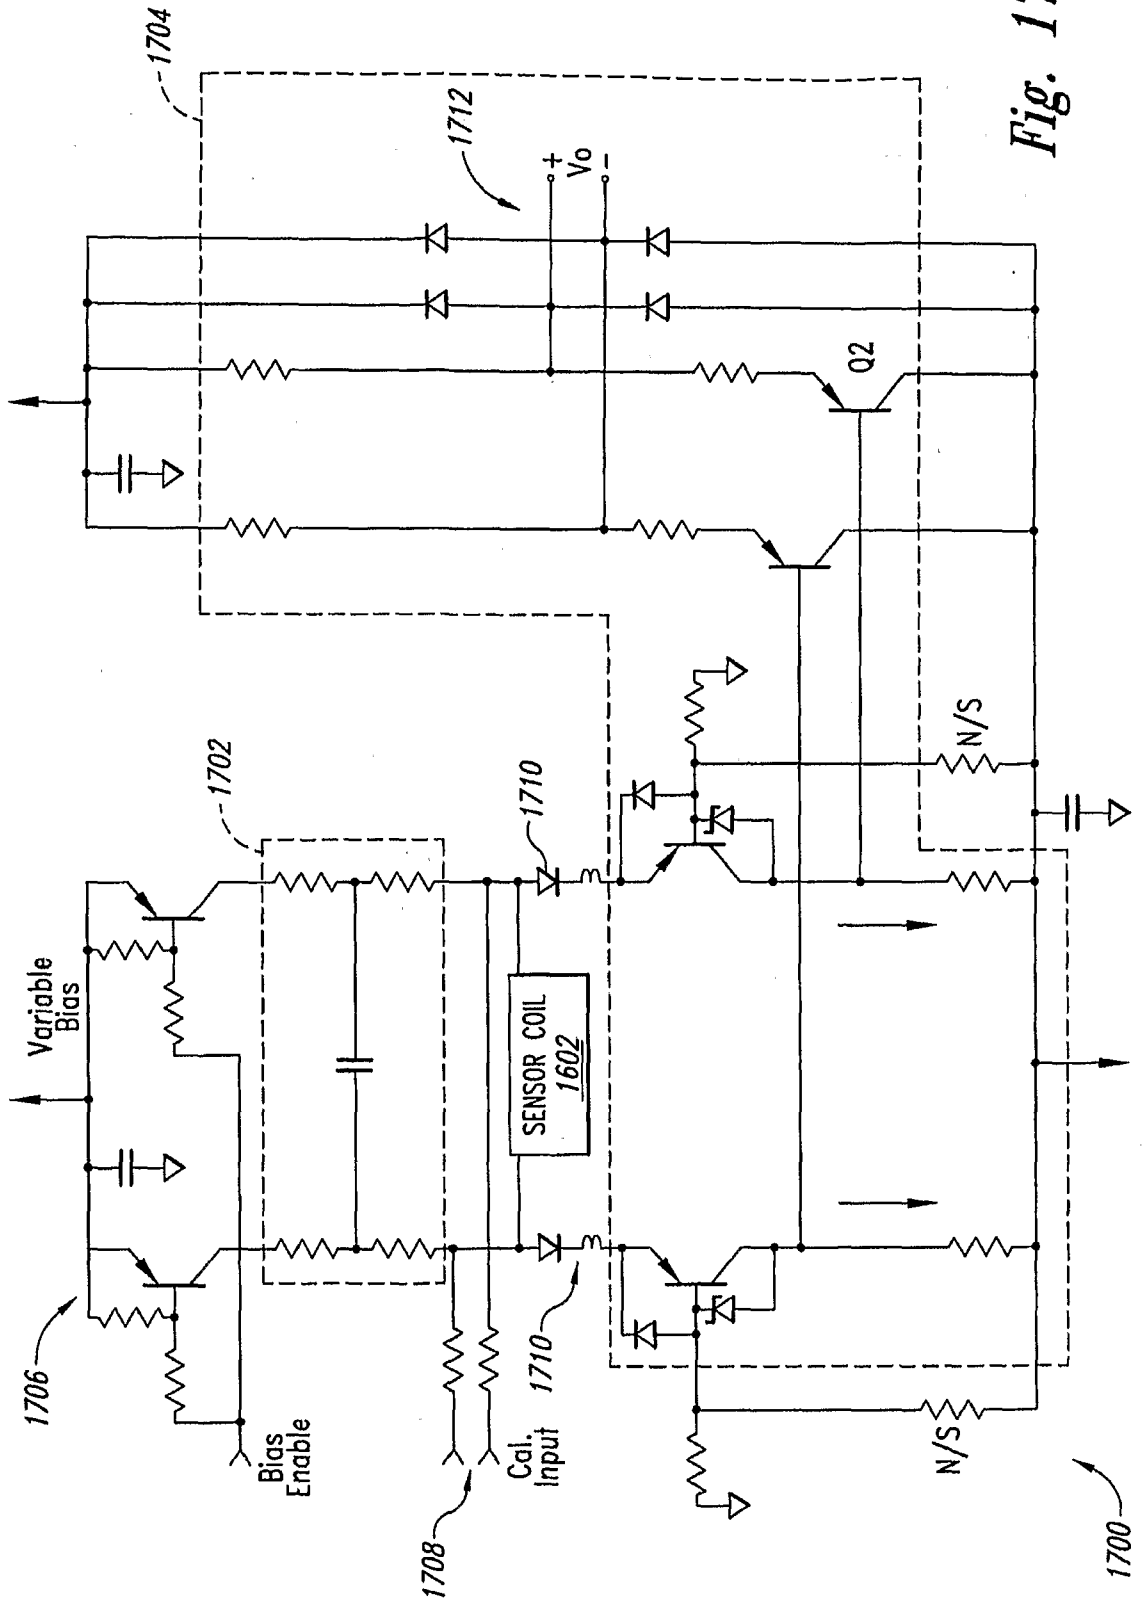 1704
1712
+
Vo
-
Q2
Variable
Bias
1702
1710
N/S
SENSOR COIL
1602
1706
Bias
Enable
1710
Cal.
Input
1708
N/S
1700
Fig.